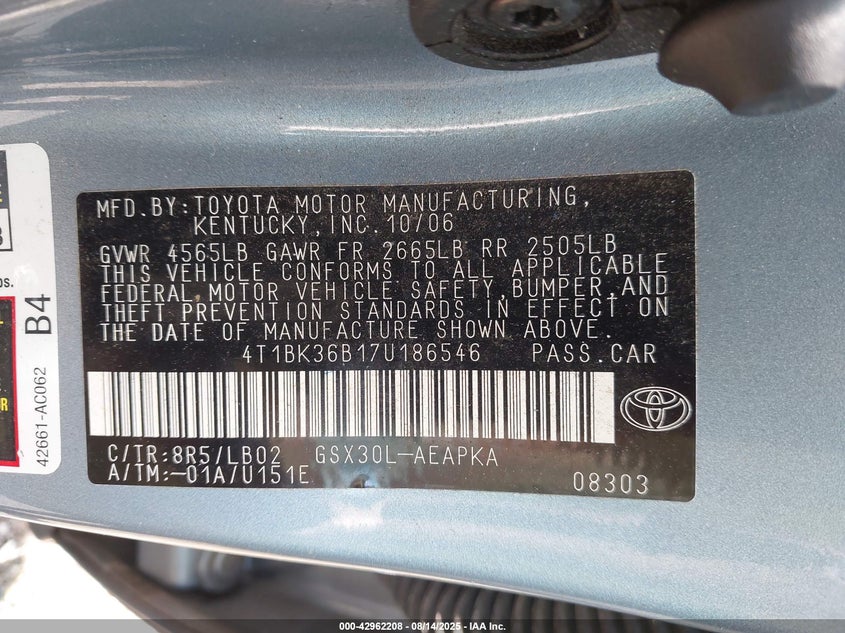 MFD.BY:TOYOTA MOTOR MANUFACTURING,
KENTUCKY,INC.10/06
GVWR 4565LB GAWR FR 2665LB RR 2505LB
THIS VEHICLE CONFORMS TO ALL APPLICABLE
FEDERAL MOTOR VEHICLE SAFETY,BUMPER,AND
THEFT PREVENTION STANDARDS IN EFFECT ON
THE DATE OF MANUFACTURE SHOWN ABOVE.
4T1BK36B17U186546 PASS.CAR
C/TR:8R5/LB02 GSX30L-AEAPKA
A/TM:-01A/U151E 08303
B4
42661-AC062
000-42962208 - 08/14/2025 - IAA Inc.